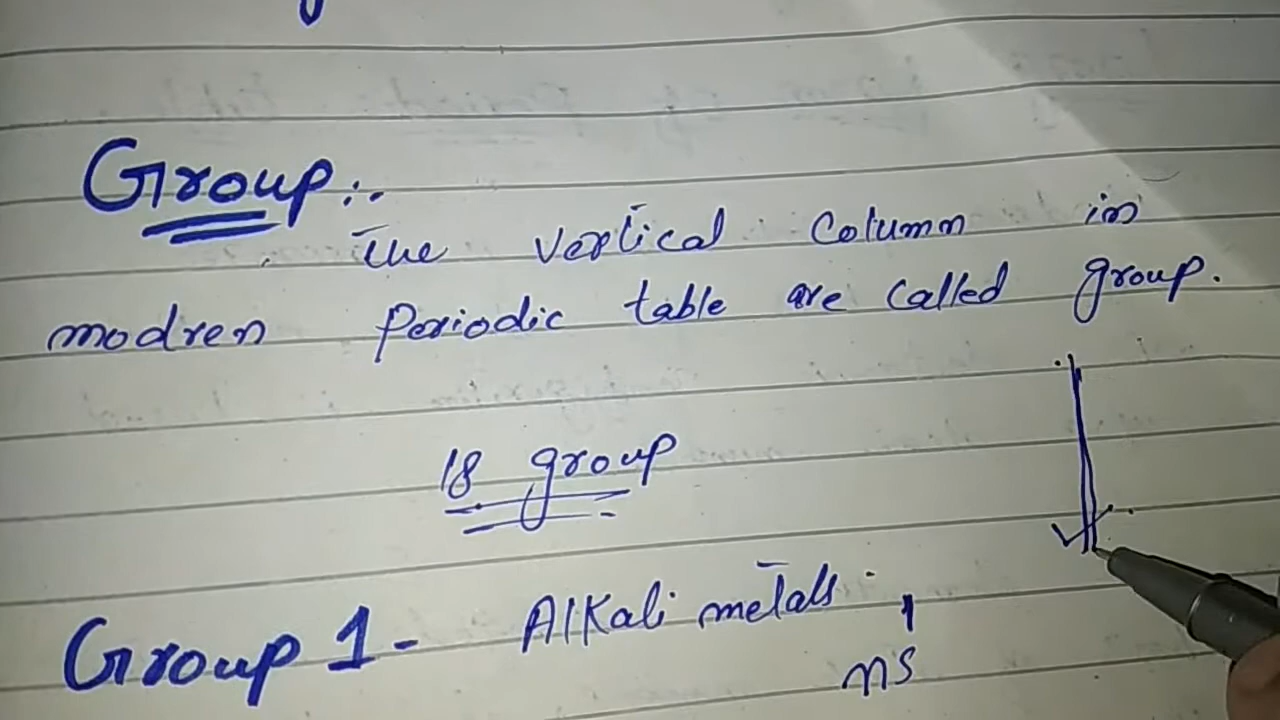 Group:-
The vertical column in
modren periodic table are called group.
18 group
Group 1 - Alkali metals
ns¹